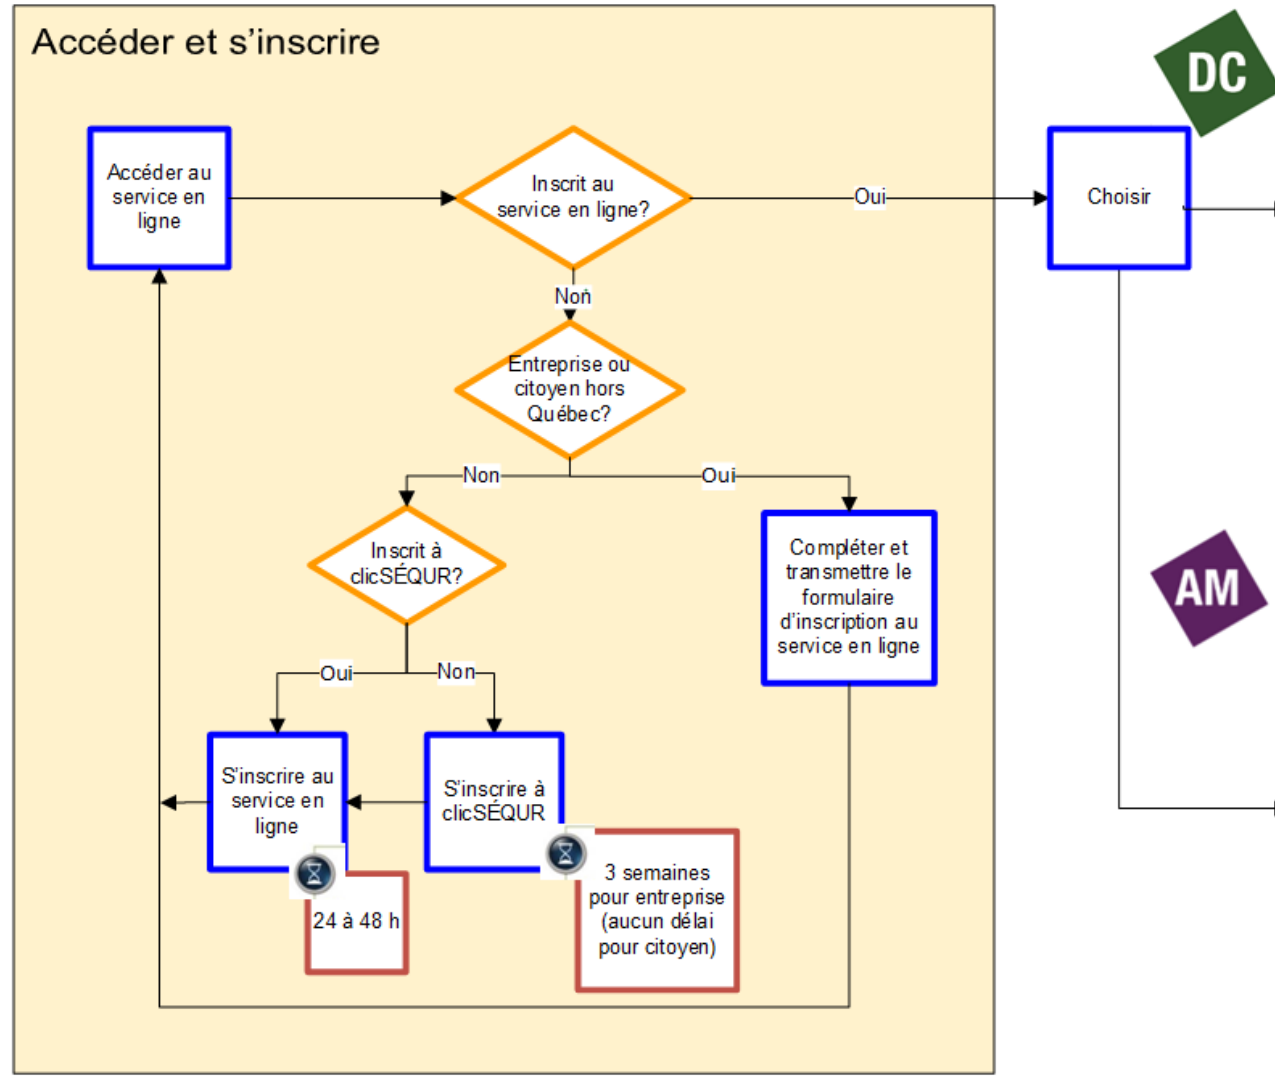 Accéder et s'inscrire
DC
Accéder au
service en
ligne
Inscrit au
service en ligne?
Oui
Choisir
Non
Entreprise ou
citoyen hors
Québec?
Non
Oui
Inscrit à
clicSÉQUR?
Compléter et
transmettre le
formulaire
d'inscription au
service en ligne
AM
Oui
Non
S'inscrire au
service en
ligne
S'inscrire à
clicSÉQUR
24 à 48 h
3 semaines
pour entreprise
(aucun délai
pour citoyen)